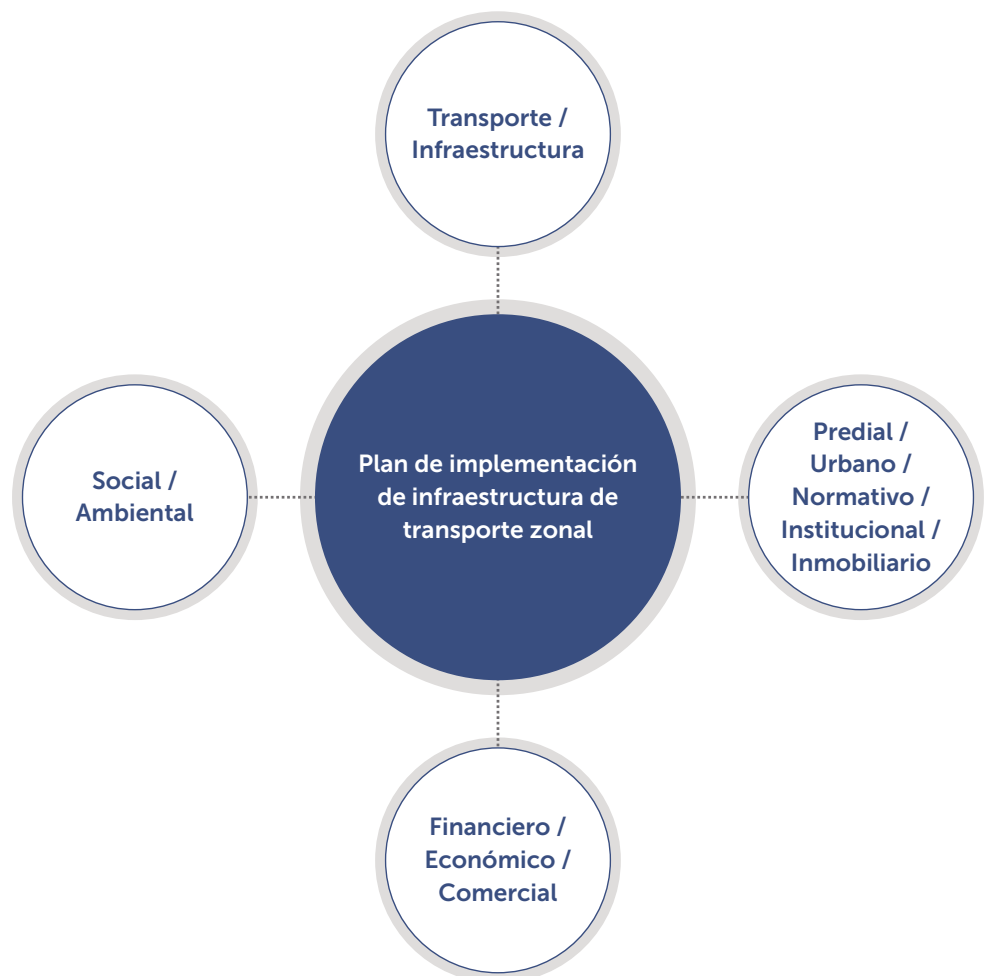 Transporte /
Infraestructura
Social /
Ambiental
Plan de implementación
de infraestructura de
transporte zonal
Predial /
Urbano /
Normativo /
Institucional /
Inmobiliario
Financiero /
Económico /
Comercial